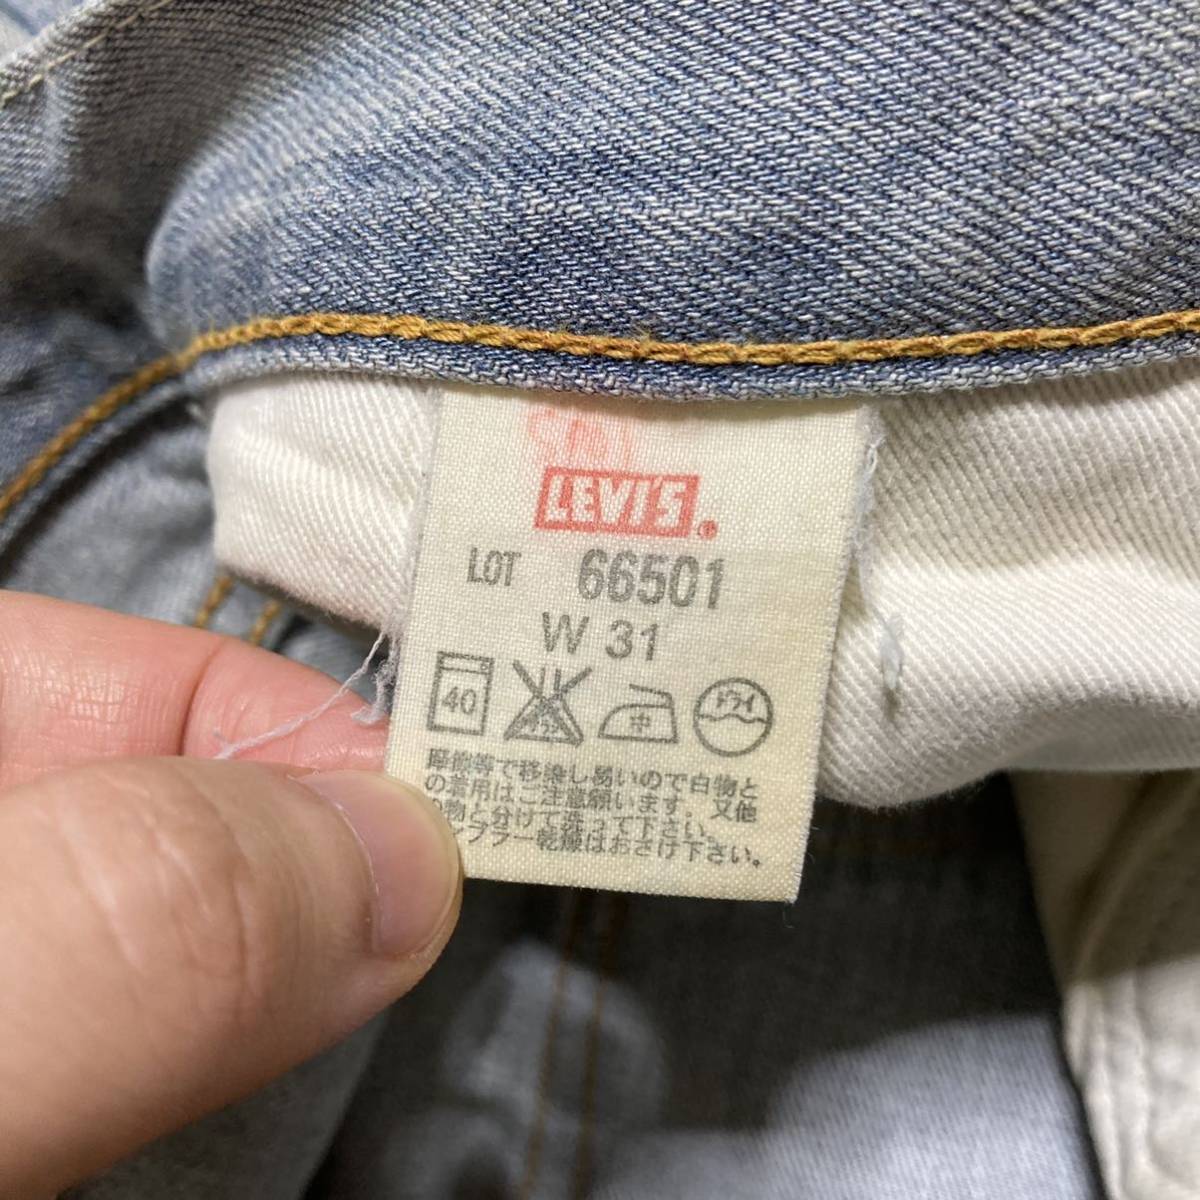 LEVI'S®
LOT 66501
W 31
40 中 ドライ
摩擦等で移染し易いので白物と
の着用はご注意願います。又他
の物と分けて洗って下さい。
タンブラー乾燥はおさけ下さい。